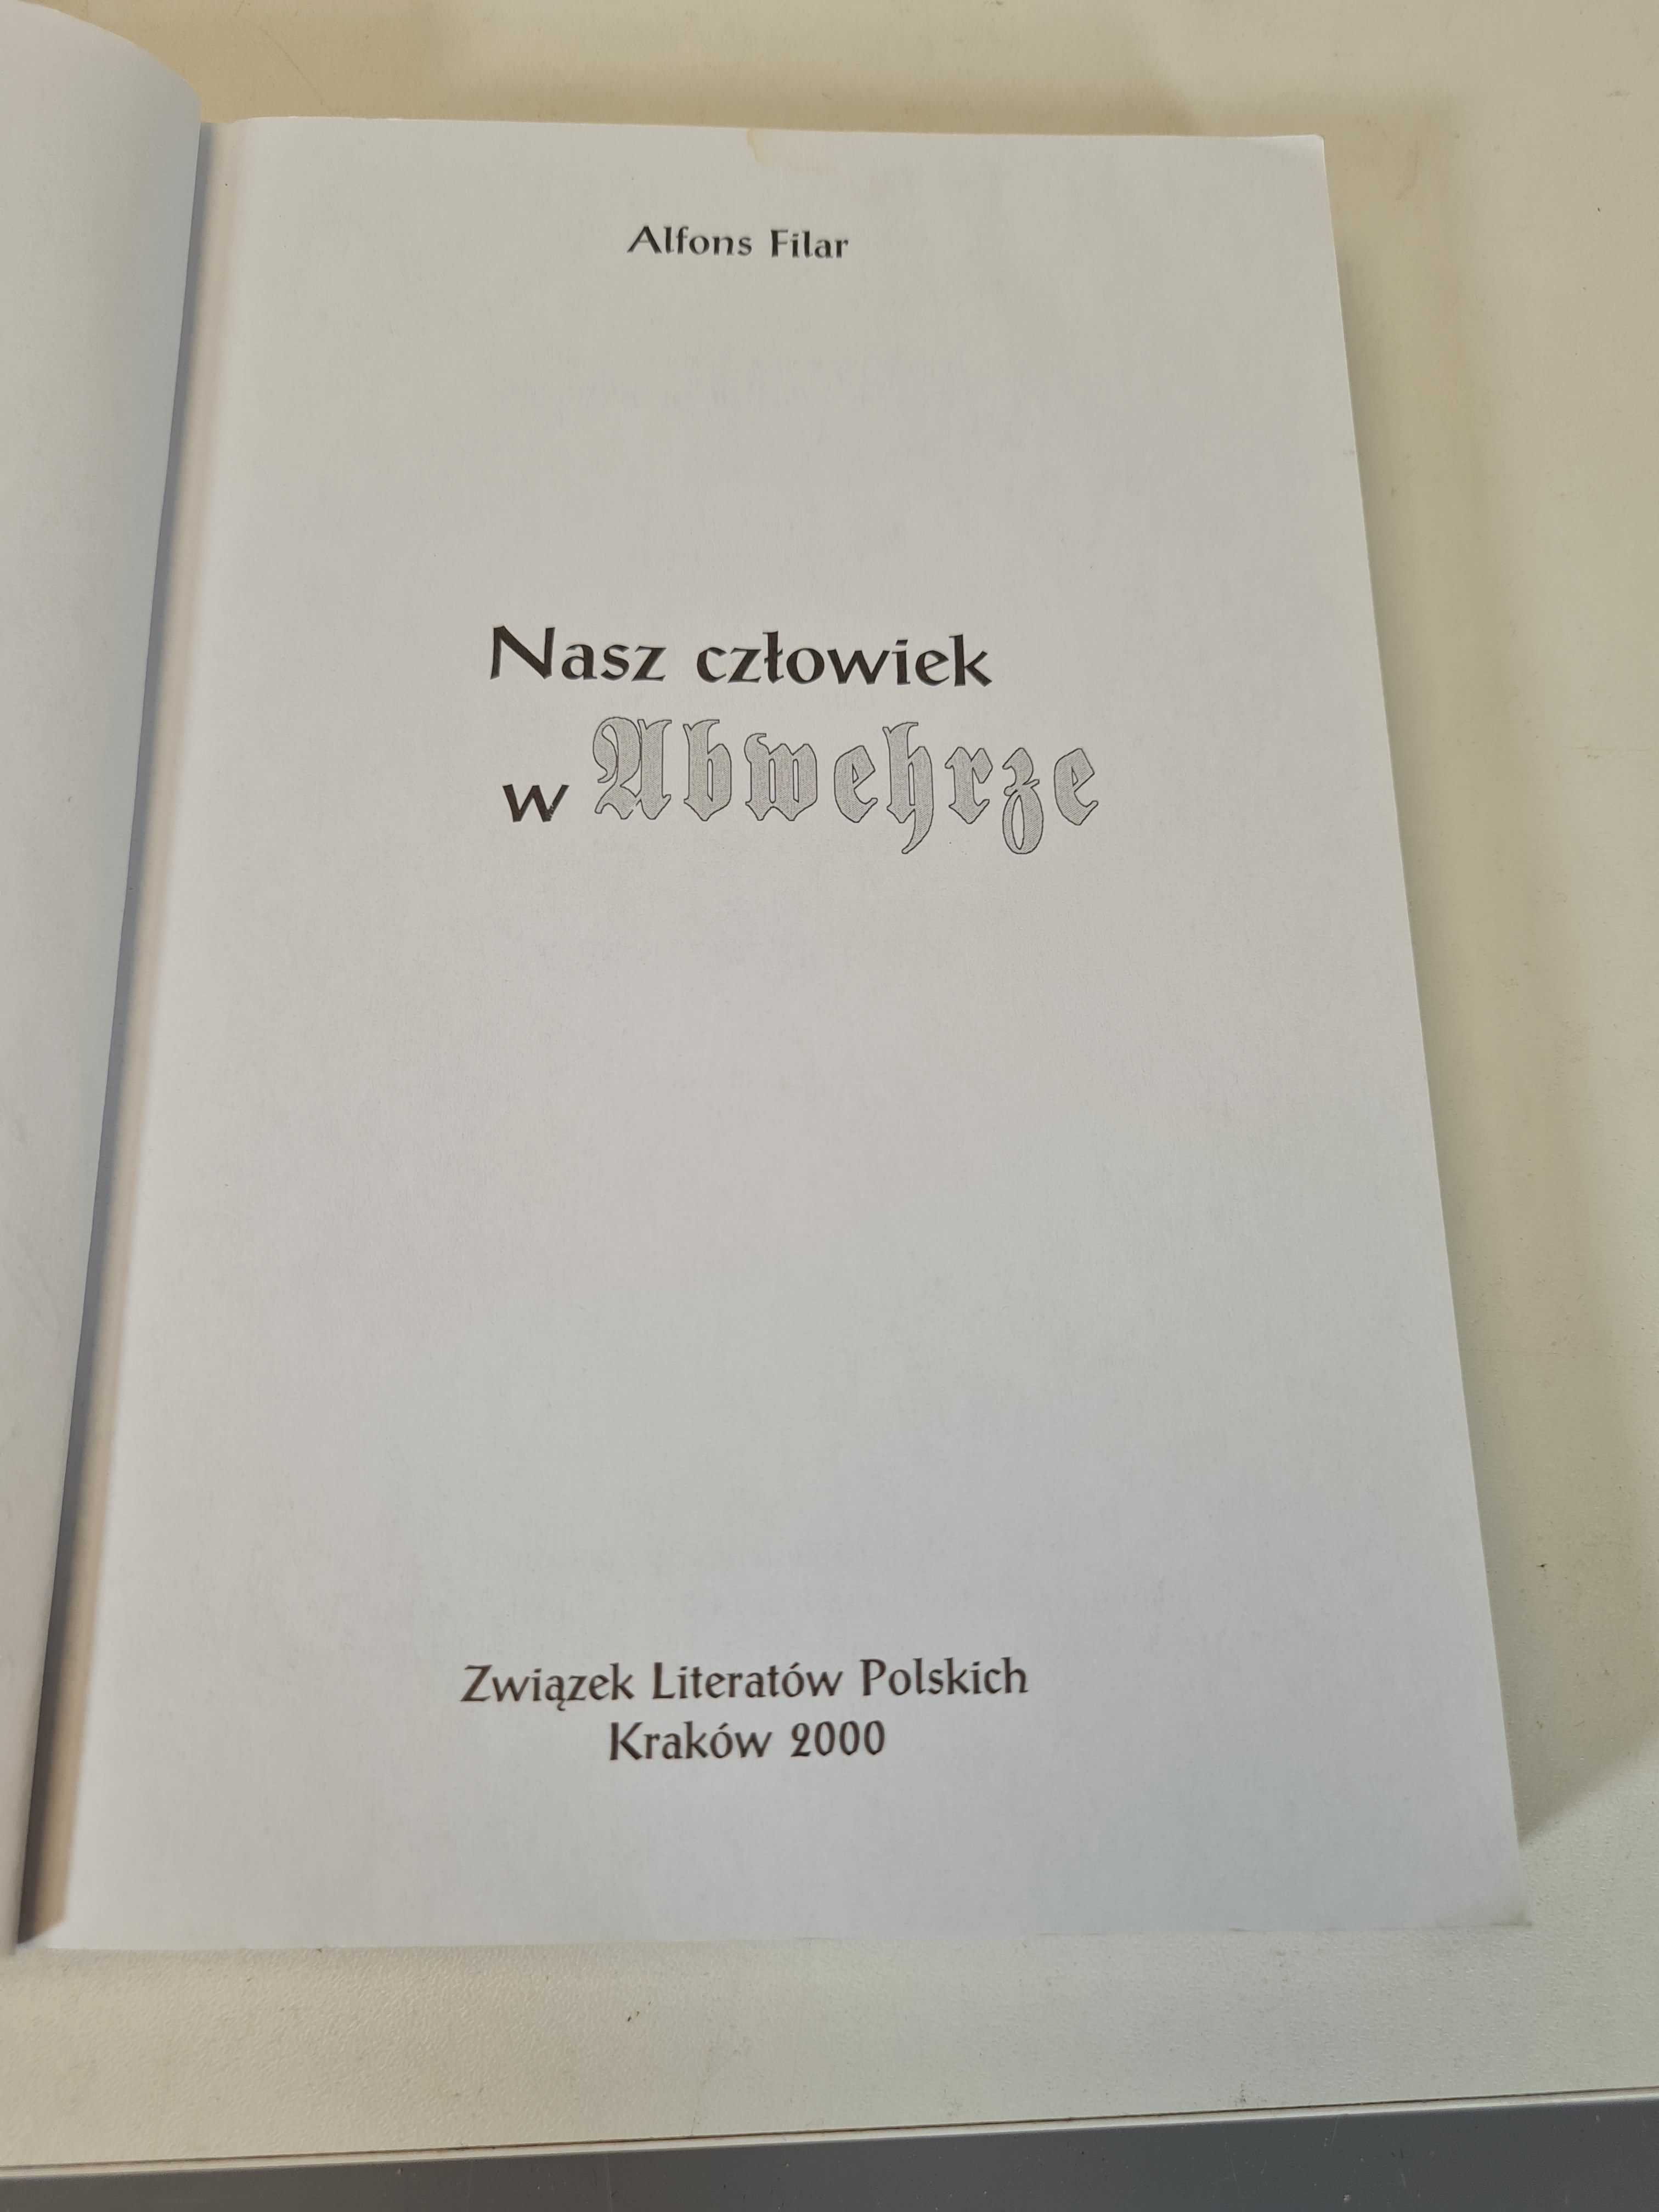 Alfons Filar
Nasz człowiek
w Abwehrze
Związek Literatów Polskich
Kraków 2000